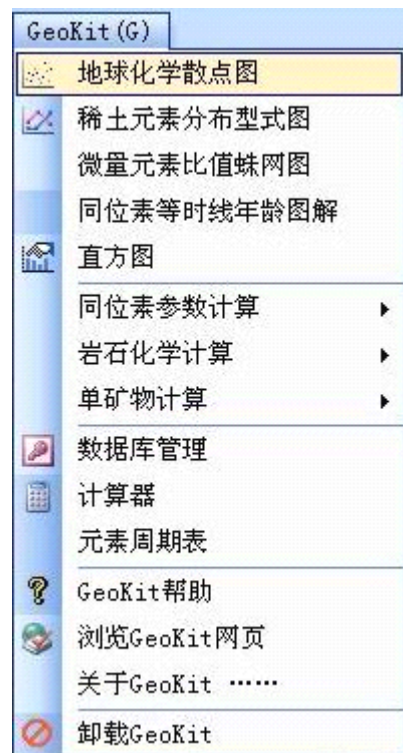 GeoKit(G)
地球化学散点图
稀土元素分布型式图
微量元素比值蛛网图
同位素等时线年龄图解
直方图
同位素参数计算
岩石化学计算
单矿物计算
数据库管理
计算器
元素周期表
GeoKit帮助
浏览GeoKit网页
关于GeoKit ……
卸载GeoKit